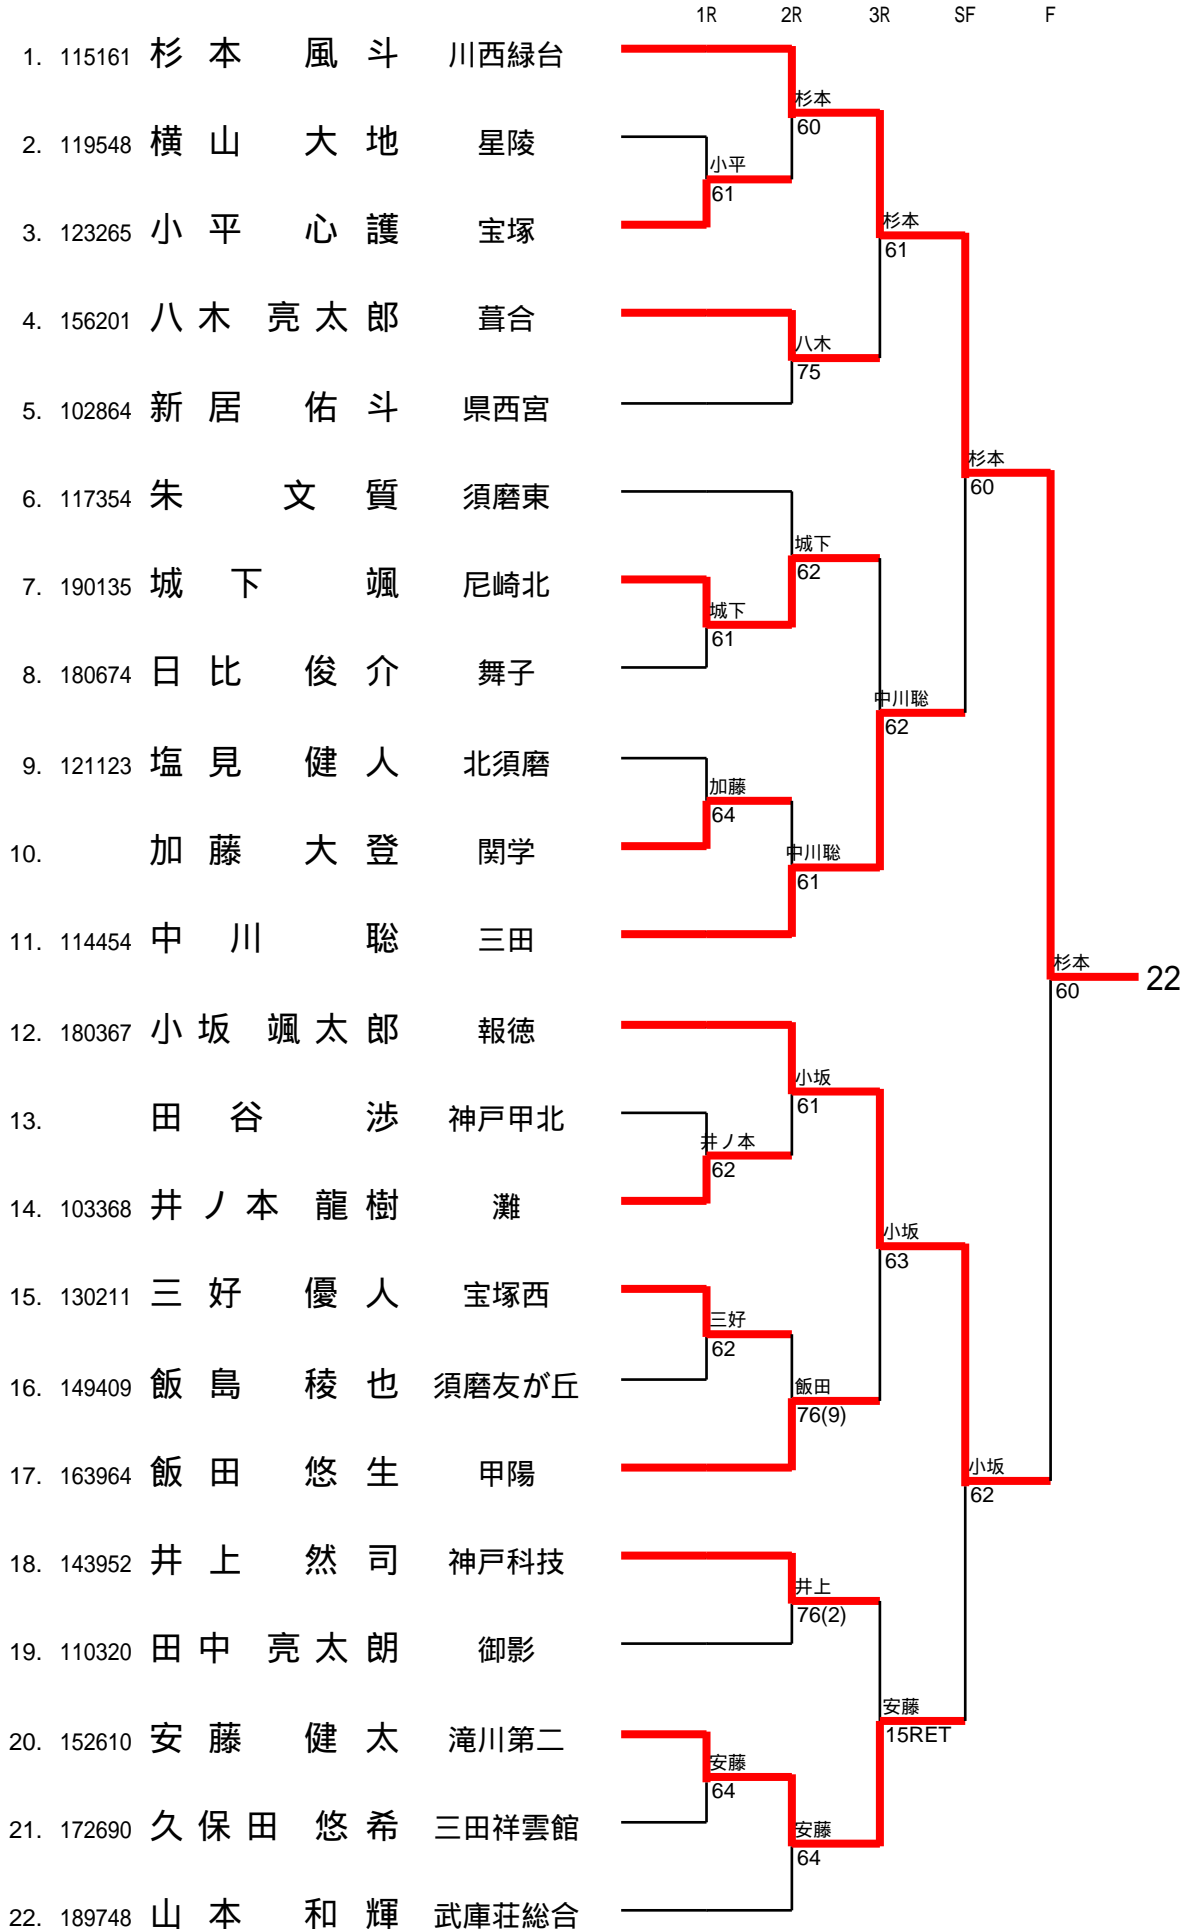 1R 2R 3R SF F
1. 115161 杉本 風斗 川西緑台
杉本
60
2. 119548 横山 大地 星陵
小平
61
3. 123265 小平 心護 宝塚
杉本
61
4. 156201 八木 亮太郎 葺合
八木
75
5. 102864 新居 佑斗 県西宮
杉本
60
6. 117354 朱 文質 須磨東
城下
62
7. 190135 城下 颯 尼崎北
城下
61
8. 180674 日比 俊介 舞子
中川聡
62
9. 121123 塩見 健人 北須磨
加藤
64
10. 加藤 大登 関学
中川聡
61
11. 114454 中川 聡 三田
杉本
60
22
12. 180367 小坂 颯太郎 報徳
小坂
61
13. 田谷 渉 神戸甲北
井ノ本
62
14. 103368 井ノ本 龍樹 灘
小坂
63
15. 130211 三好 優人 宝塚西
三好
62
16. 149409 飯島 稜也 須磨友が丘
飯田
76(9)
17. 163964 飯田 悠生 甲陽
小坂
62
18. 143952 井上 然司 神戸科技
井上
76(2)
19. 110320 田中 亮太朗 御影
安藤
15RET
20. 152610 安藤 健太 滝川第二
安藤
64
21. 172690 久保田 悠希 三田祥雲館
安藤
64
22. 189748 山本 和輝 武庫荘総合